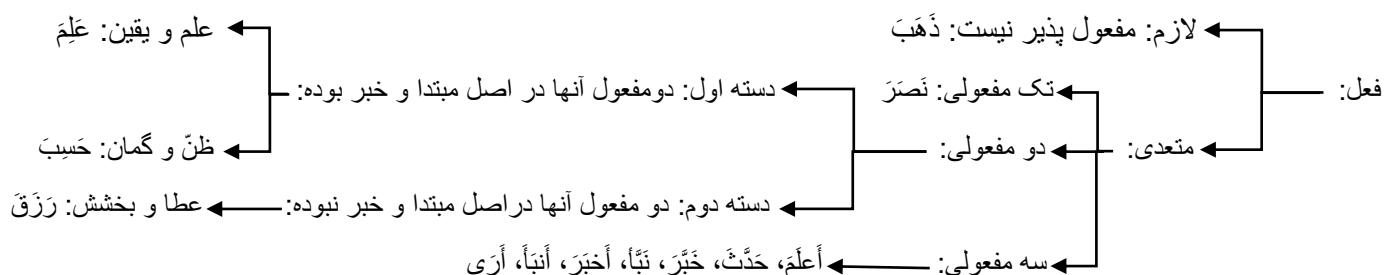 لازم: مفعول پذیر نیست: ذَهَبَ
علم و یقین: عَلِمَ
فعل:
تک مفعولی: نَصَرَ
دسته اول: دومفعول آنها در اصل مبتدا و خبر بوده:
متعدی:
دو مفعولی:
ظنّ و گمان: حَسِبَ
دسته دوم: دو مفعول آنها دراصل مبتدا و خبر نبوده:
عطا و بخشش: رَزَقَ
سه مفعولی:
أَعلَمَ، حَدَّثَ، خَبَّرَ، نَبَّأ، أَخبَرَ، أَنبَأَ، أَرَی